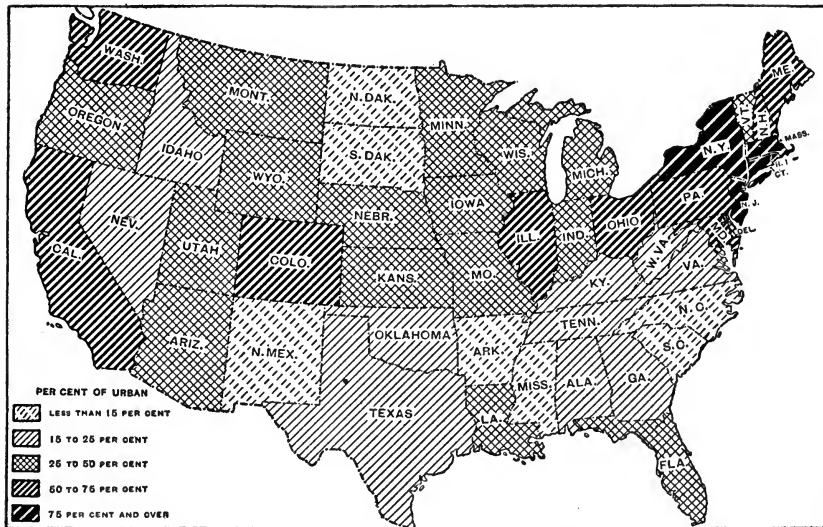 WASH.
MONT.
N.DAK.
MINN.
ME.
OREGON
IDAHO
S.DAK.
WIS.
MICH.
VT.
N.H.
MASS.
N.Y.
R.I
CT.
WYO.
IOWA
NEBR.
PA.
N.J.
NEV.
UTAH
COLO.
ILL.
IND.
OHIO
MD.
DEL.
CAL.
KANS.
MO.
W.VA.
VA.
KY.
ARIZ.
N.MEX.
OKLAHOMA
ARK.
TENN.
N.C.
S.C.
TEXAS
LA.
MISS.
ALA.
GA.
FLA.
PER CENT OF URBAN
LESS THAN 15 PER CENT
15 TO 25 PER CENT
25 TO 50 PER CENT
50 TO 75 PER CENT
75 PER CENT AND OVER